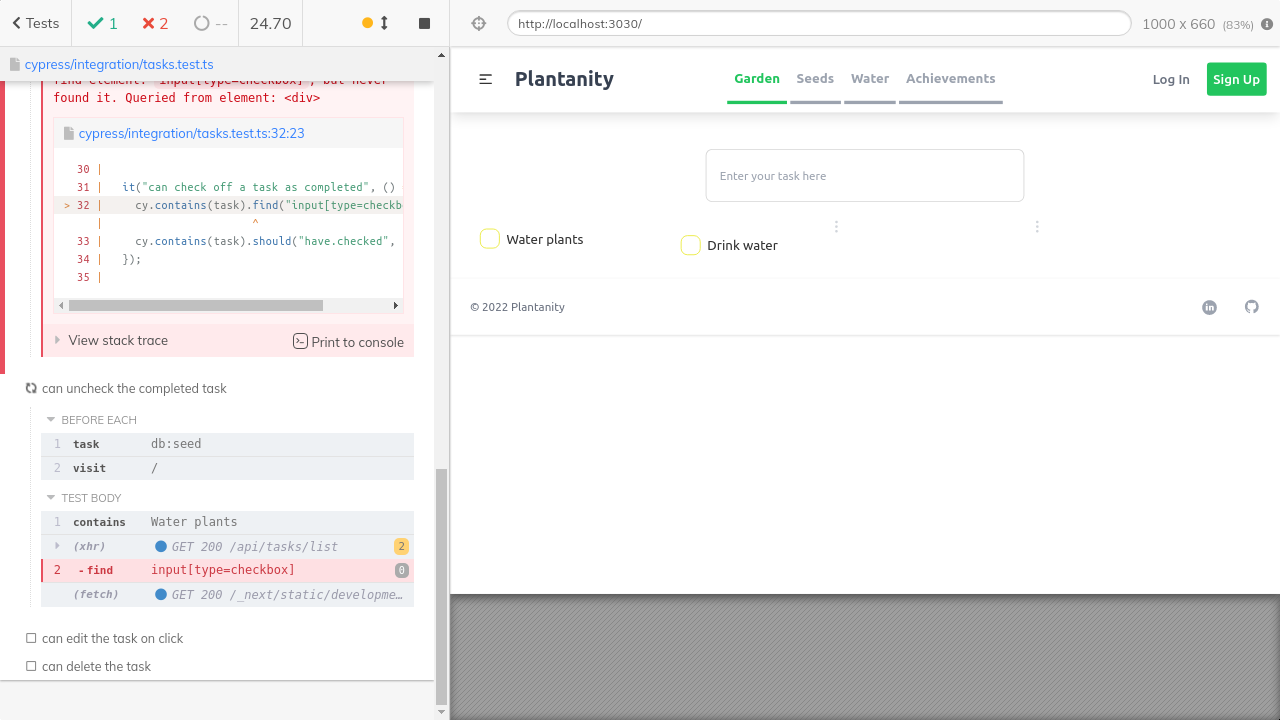 Tests
1
2
--
24.70
http://localhost:3030/
1000 x 660 (83%)
cypress/integration/tasks.test.ts
find element: `input[type=checkbox]`, but never
found it. Queried from element: <div>
cypress/integration/tasks.test.ts:32:23
30 |
31 | it("can check off a task as completed", ()
> 32 | cy.contains(task).find("input[type=checkb
| ^
33 | cy.contains(task).should("have.checked",
34 | });
35 |
View stack trace
Print to console
can uncheck the completed task
BEFORE EACH
1 task db:seed
2 visit /
TEST BODY
1 contains Water plants
(xhr) GET 200 /api/tasks/list 2
2 -find input[type=checkbox] 0
(fetch) GET 200 /_next/static/developme…
can edit the task on click
can delete the task
Plantanity
Garden Seeds Water Achievements
Log In Sign Up
Enter your task here
Water plants
Drink water
© 2022 Plantanity